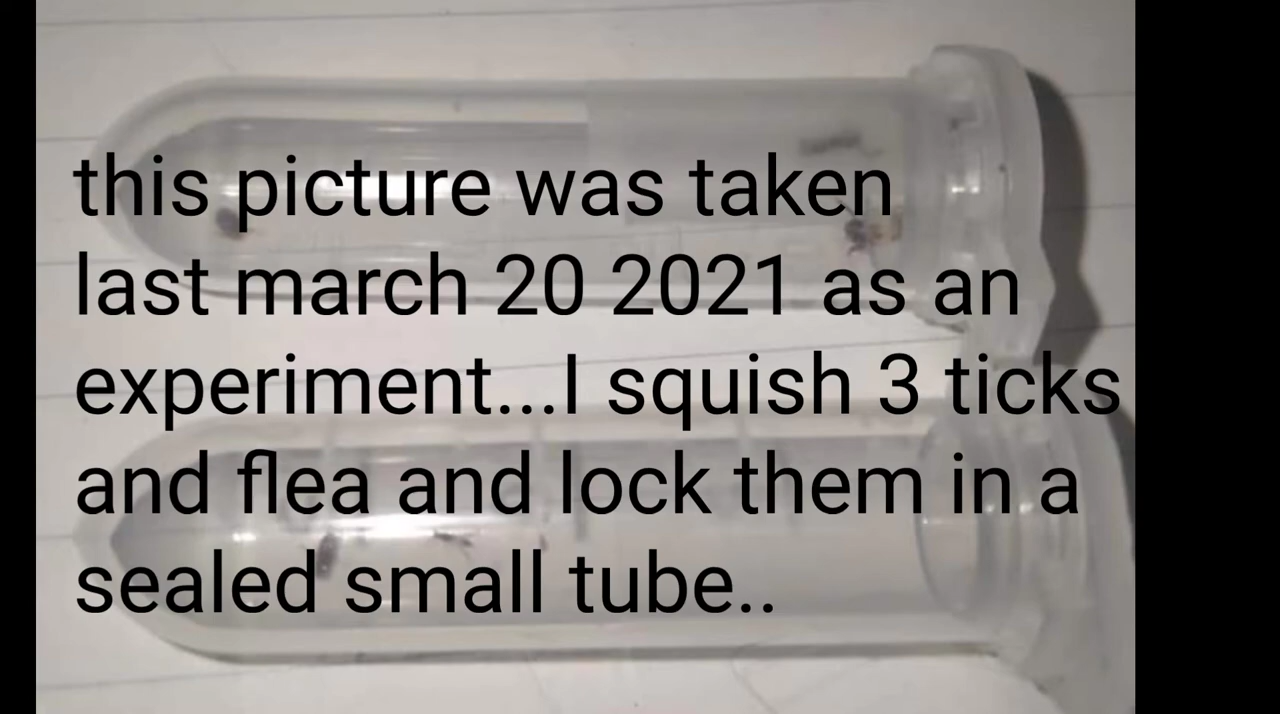 this picture was taken
last march 20 2021 as an
experiment...I squish 3 ticks
and flea and lock them in a
sealed small tube..